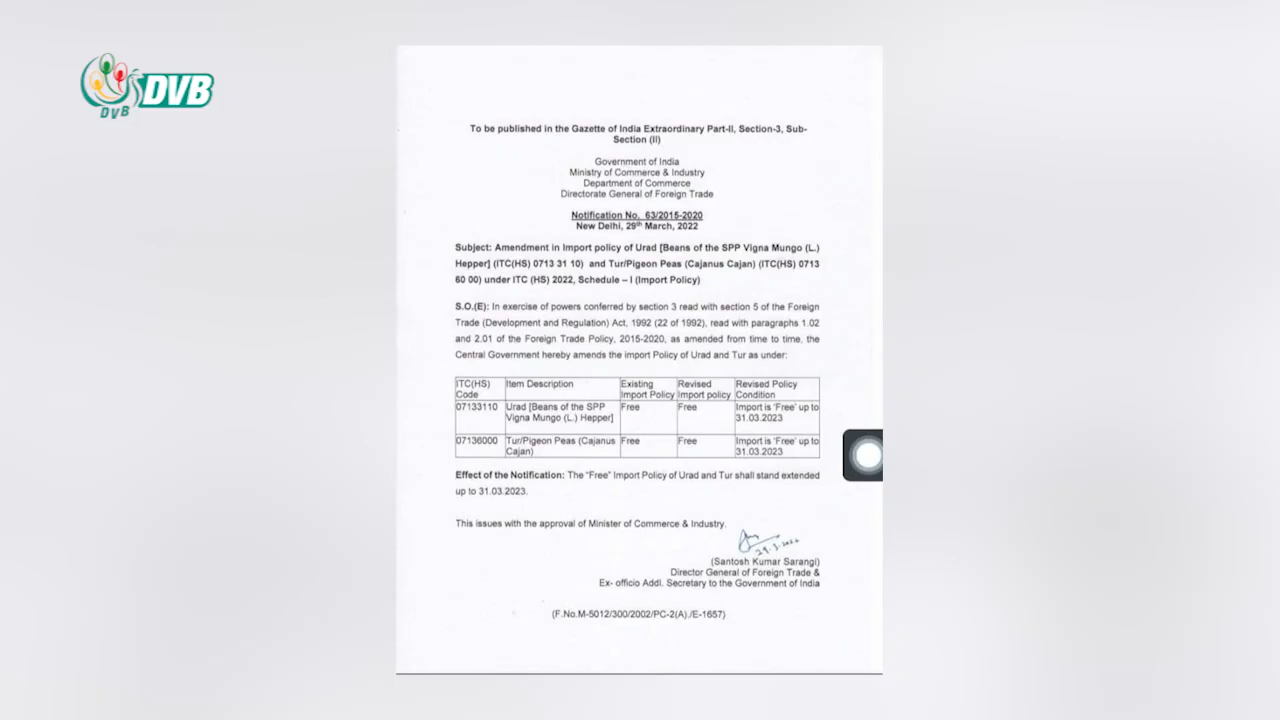 DVB
DVB
To be published in the Gazette of India Extraordinary Part-II, Section-3, Sub-
Section (II)
Government of India
Ministry of Commerce & Industry
Department of Commerce
Directorate General of Foreign Trade
Notification No. 63/2015-2020
New Delhi, 29th March, 2022
Subject: Amendment in Import policy of Urad [Beans of the SPP Vigna Mungo (L.)
Hepper] (ITC(HS) 0713 31 10) and Tur/Pigeon Peas (Cajanus Cajan) (ITC(HS) 0713
60 00) under ITC (HS) 2022, Schedule – I (Import Policy)
S.O.(E): In exercise of powers conferred by section 3 read with section 5 of the Foreign
Trade (Development and Regulation) Act, 1992 (22 of 1992), read with paragraphs 1.02
and 2.01 of the Foreign Trade Policy, 2015-2020, as amended from time to time, the
Central Government hereby amends the import Policy of Urad and Tur as under:
ITC(HS) Code Item Description Existing Import Policy Revised Import policy Revised Policy Condition
07133110 Urad [Beans of the SPP Vigna Mungo (L.) Hepper] Free Free Import is 'Free' up to 31.03.2023
07136000 Tur/Pigeon Peas (Cajanus Cajan) Free Free Import is 'Free' up to 31.03.2023
Effect of the Notification: The "Free" Import Policy of Urad and Tur shall stand extended
up to 31.03.2023.
This issues with the approval of Minister of Commerce & Industry.
29.3.2022
(Santosh Kumar Sarangi)
Director General of Foreign Trade &
Ex- officio Addl. Secretary to the Government of India
(F.No.M-5012/300/2002/PC-2(A)./E-1657)